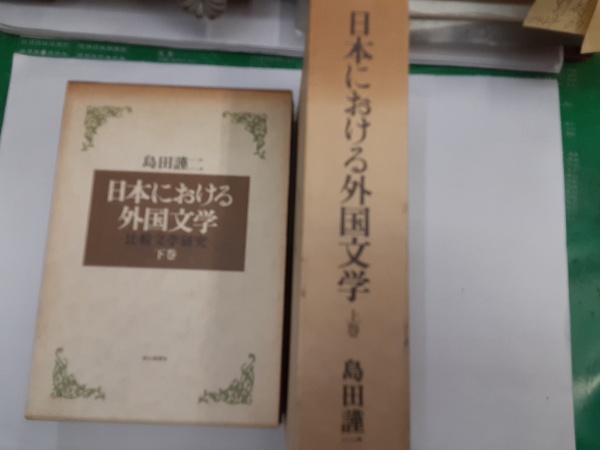 島田謹二
日本における
外国文学
比較文学研究
下巻
日本における外国文学
上巻
島田謹二